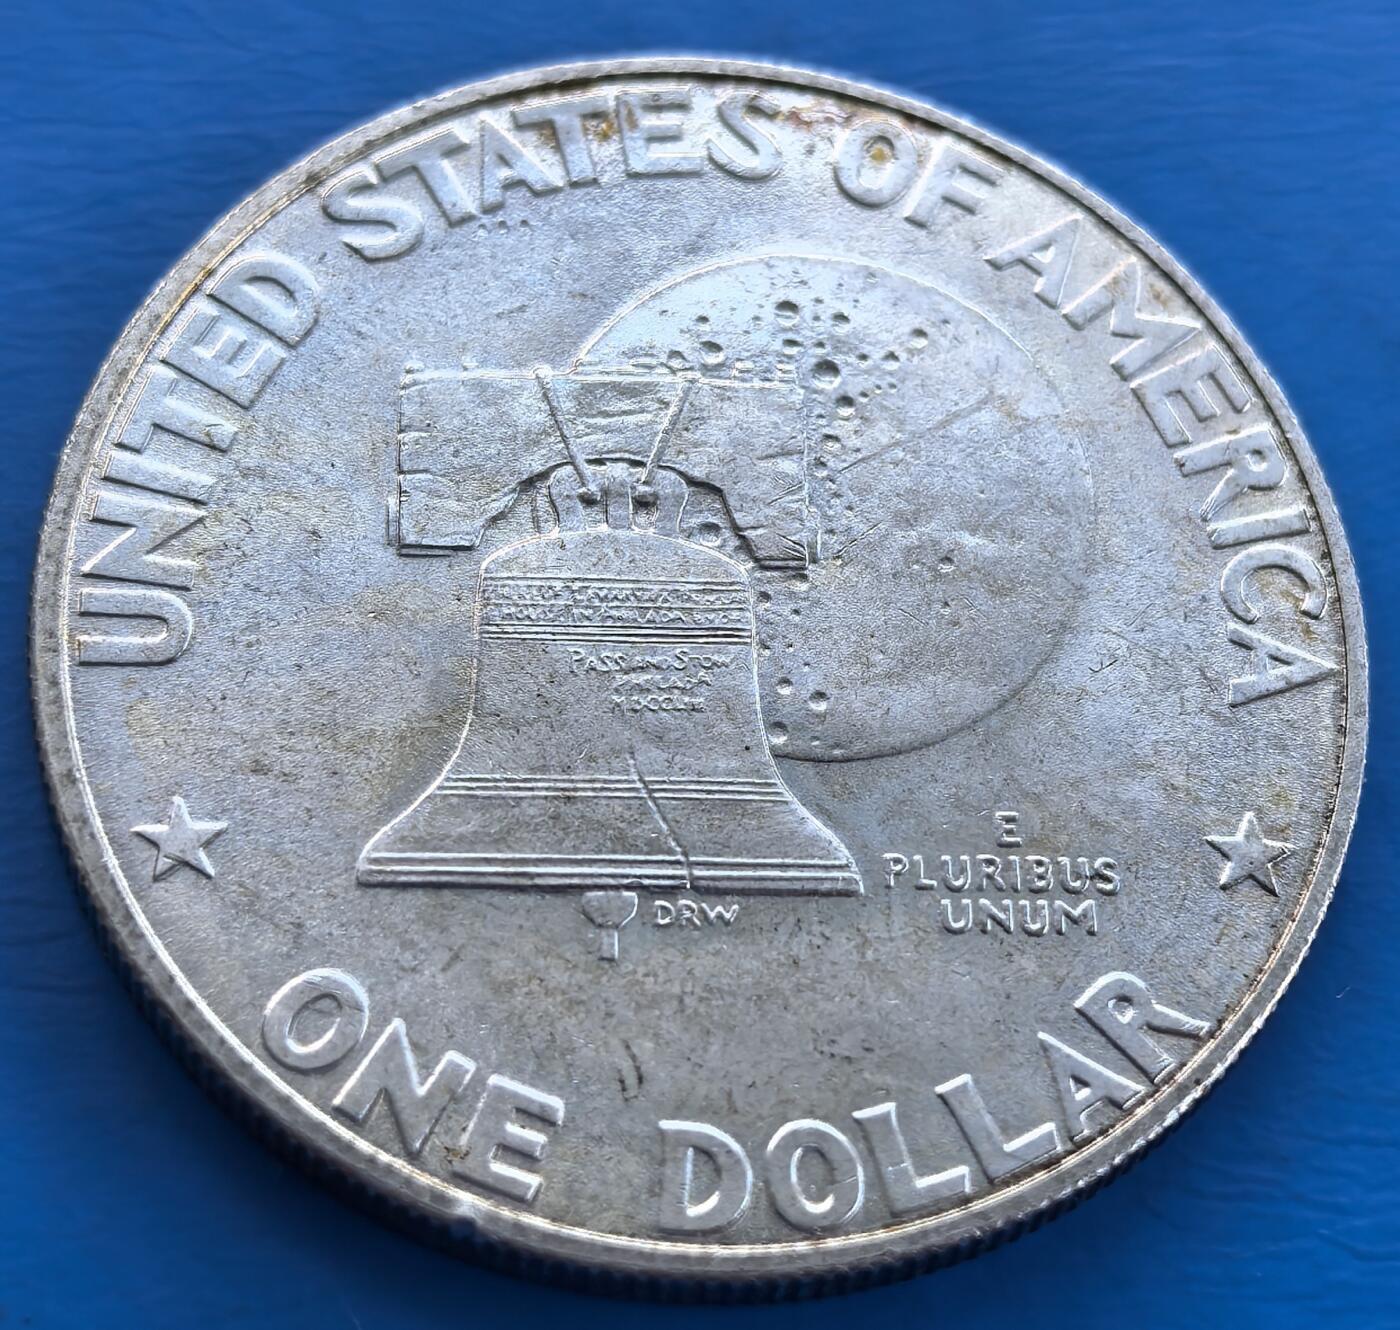 UNITED STATES OF AMERICA
PASS AND STOW
DRW
E
PLURIBUS
UNUM
ONE DOLLAR